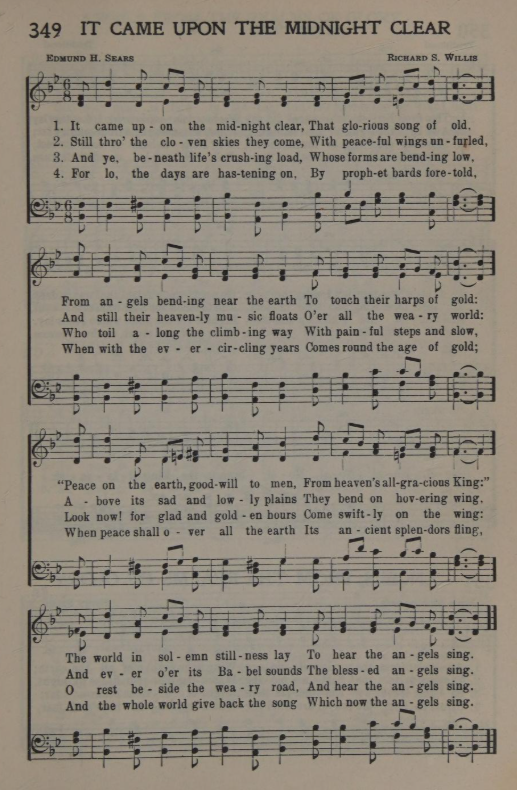 349 IT CAME UPON THE MIDNIGHT CLEAR
EDMUND H. SEARS RICHARD S. WILLIS
1. It came up - on the mid-night clear, That glo-rious song of old,
2. Still thro' the clo - ven skies they come, With peace-ful wings un - furled,
3. And ye, be-neath life's crush-ing load, Whose forms are bend-ing low,
4. For lo, the days are has-tening on, By proph-et bards fore-told,
From an - gels bend-ing near the earth To touch their harps of gold:
And still their heaven-ly mu - sic floats O'er all the wea - ry world:
Who toil a - long the climb-ing way With pain-ful steps and slow,
When with the ev - er - cir-cling years Comes round the age of gold;
"Peace on the earth, good-will to men, From heaven's all-gra-cious King:"
A - bove its sad and low - ly plains They bend on hov-ering wing,
Look now! for glad and gold - en hours Come swift-ly on the wing:
When peace shall o - ver all the earth Its an - cient splen-dors fling,
The world in sol - emn still-ness lay To hear the an - gels sing.
And ev - er o'er its Ba - bel sounds The bless - ed an - gels sing.
O rest be - side the wea - ry road, And hear the an - gels sing.
And the whole world give back the song Which now the an - gels sing.